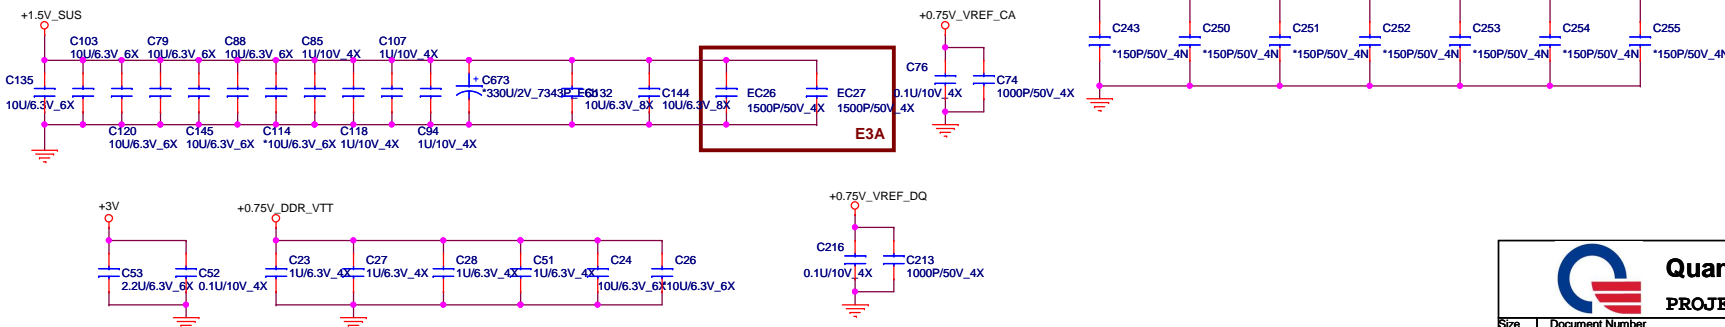 +1.5V_SUS
+0.75V_VREF_CA
C103 C79 C88 C85 C107
10U/6.3V_6X 10U/6.3V_6X 10U/6.3V_6X 1U/10V_4X 1U/10V_4X
C135
10U/6.3V_6X
+ C673
*330U/2V_7343P_E6b
C132
10U/6.3V_8X
C144
10U/6.3V_8X
EC26
1500P/50V_4X
EC27
1500P/50V_4X
E3A
C120 C145 C114 C118 C94
10U/6.3V_6X 10U/6.3V_6X *10U/6.3V_6X 1U/10V_4X 1U/10V_4X
C76
0.1U/10V_4X
C74
1000P/50V_4X
C243 C250 C251 C252 C253 C254 C255
*150P/50V_4N *150P/50V_4N *150P/50V_4N *150P/50V_4N *150P/50V_4N *150P/50V_4N *150P/50V_4N
+3V
C53
2.2U/6.3V_6X
C52
0.1U/10V_4X
+0.75V_DDR_VTT
C23
1U/6.3V_4X
C27
1U/6.3V_4X
C28
1U/6.3V_4X
C51
1U/6.3V_4X
C24
10U/6.3V_6X
C26
*10U/6.3V_6X
+0.75V_VREF_DQ
C216
0.1U/10V_4X
C213
1000P/50V_4X
Quan
PROJE
Size Document Number